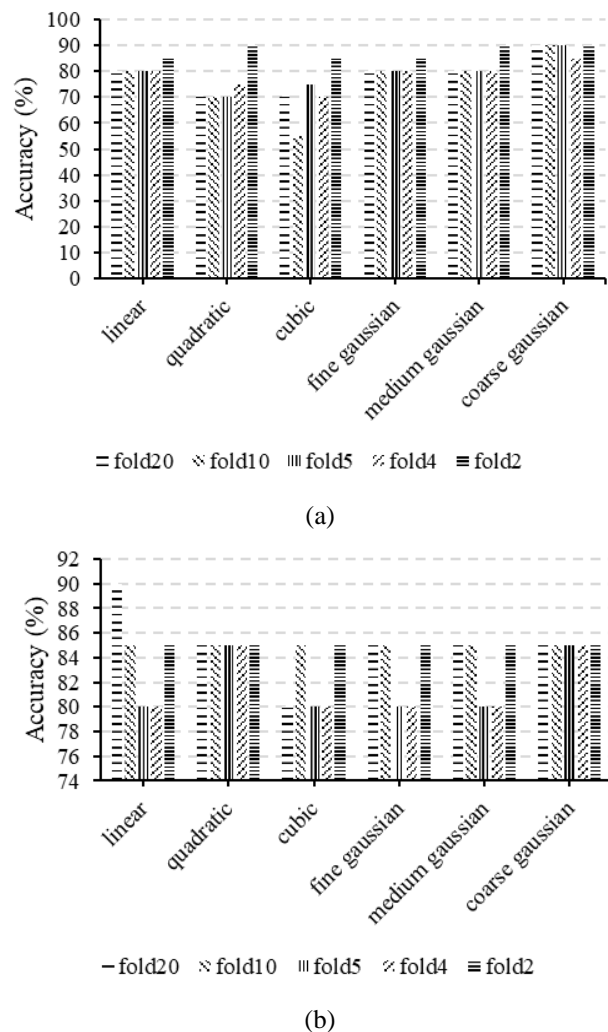 100
90
80
70
60
50
40
30
20
10
0
Accuracy (%)
linear
quadratic
cubic
fine gaussian
medium gaussian
coarse gaussian
fold20 fold10 fold5 fold4 fold2
(a)
92
90
88
86
84
82
80
78
76
74
Accuracy (%)
linear
quadratic
cubic
fine gaussian
medium gaussian
coarse gaussian
fold20 fold10 fold5 fold4 fold2
(b)